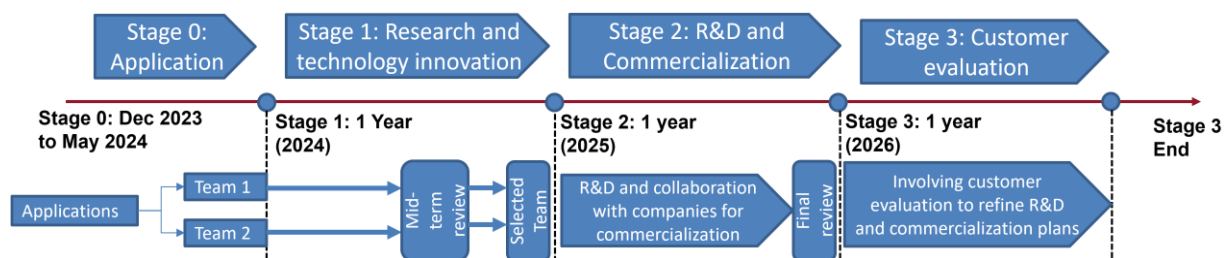 Stage 0:
Application
Stage 1: Research and
technology innovation
Stage 2: R&D and
Commercialization
Stage 3: Customer
evaluation
Stage 0: Dec 2023
to May 2024
Stage 1: 1 Year
(2024)
Stage 2: 1 year
(2025)
Stage 3: 1 year
(2026)
Stage 3
End
Applications
Team 1
Team 2
Mid-
term
review
Selected
Team
R&D and collaboration
with companies for
commercialization
Final
review
Involving customer
evaluation to refine R&D
and commercialization plans